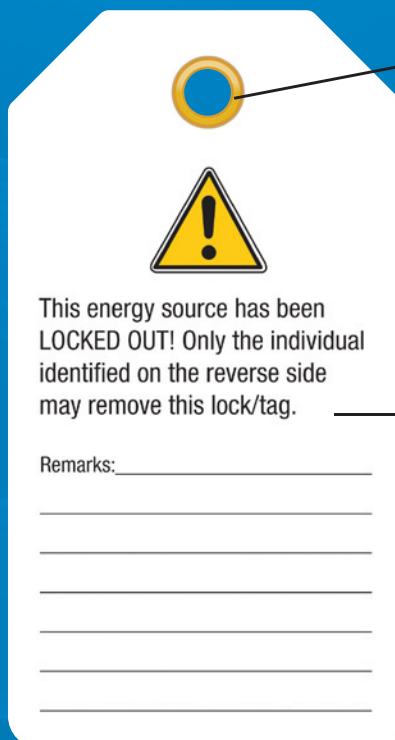 This energy source has been
LOCKED OUT! Only the individual
identified on the reverse side
may remove this lock/tag.
Remarks: